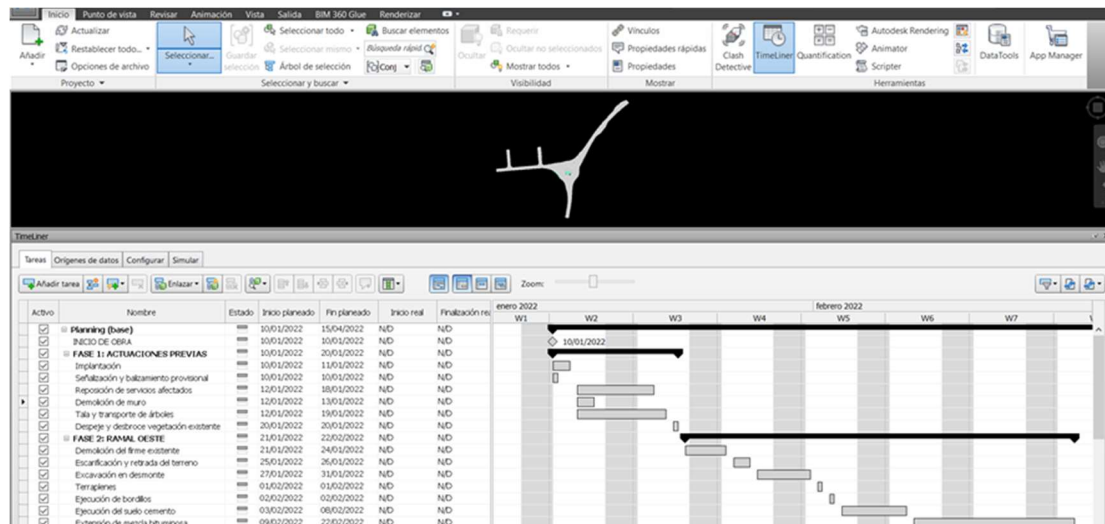 Inicio Punto de vista Revisar Animación Vista Salida BIM 360 Glue Renderizar
Añadir
Actualizar
Restablecer todo...
Opciones de archivo
Proyecto
Seleccionar...
Guardar selección
Seleccionar todo
Seleccionar mismo
Árbol de selección
Buscar elementos
Búsqueda rápid
Conj
Seleccionar y buscar
Ocultar
Requerir
Ocultar no seleccionados
Mostrar todos
Visibilidad
Vínculos
Propiedades rápidas
Propiedades
Mostrar
Clash Detective
TimeLiner
Quantification
Autodesk Rendering
Animator
Scripter
Herramientas
DataTools
App Manager
TimeLiner
Tareas Orígenes de datos Configurar Simular
Añadir tarea Enlazar Zoom:
Activo Nombre Estado Inicio planeado Fin planeado Inicio real Finalización re
enero 2022 febrero 2022
W1 W2 W3 W4 W5 W6 W7
Planning (base) 10/01/2022 15/04/2022 N/D N/D
INICIO DE OBRA 10/01/2022 10/01/2022 N/D N/D 10/01/2022
FASE 1: ACTUACIONES PREVIAS 10/01/2022 20/01/2022 N/D N/D
Implantación 10/01/2022 11/01/2022 N/D N/D
Señalización y balizamiento provisional 10/01/2022 10/01/2022 N/D N/D
Reposición de servicios afectados 12/01/2022 18/01/2022 N/D N/D
Demolición de muro 12/01/2022 13/01/2022 N/D N/D
Tala y transporte de árboles 12/01/2022 19/01/2022 N/D N/D
Despeje y desbroce vegetación existente 20/01/2022 20/01/2022 N/D N/D
FASE 2: RAMAL OESTE 21/01/2022 22/02/2022 N/D N/D
Demolición del firme existente 21/01/2022 24/01/2022 N/D N/D
Escarificación y retirada del terreno 25/01/2022 26/01/2022 N/D N/D
Excavación en desmonte 27/01/2022 31/01/2022 N/D N/D
Terraplenes 01/02/2022 01/02/2022 N/D N/D
Ejecución de bordillos 02/02/2022 02/02/2022 N/D N/D
Ejecución del suelo cemento 03/02/2022 08/02/2022 N/D N/D
Extensión de mezcla bituminosa 09/02/2022 22/02/2022 N/D N/D